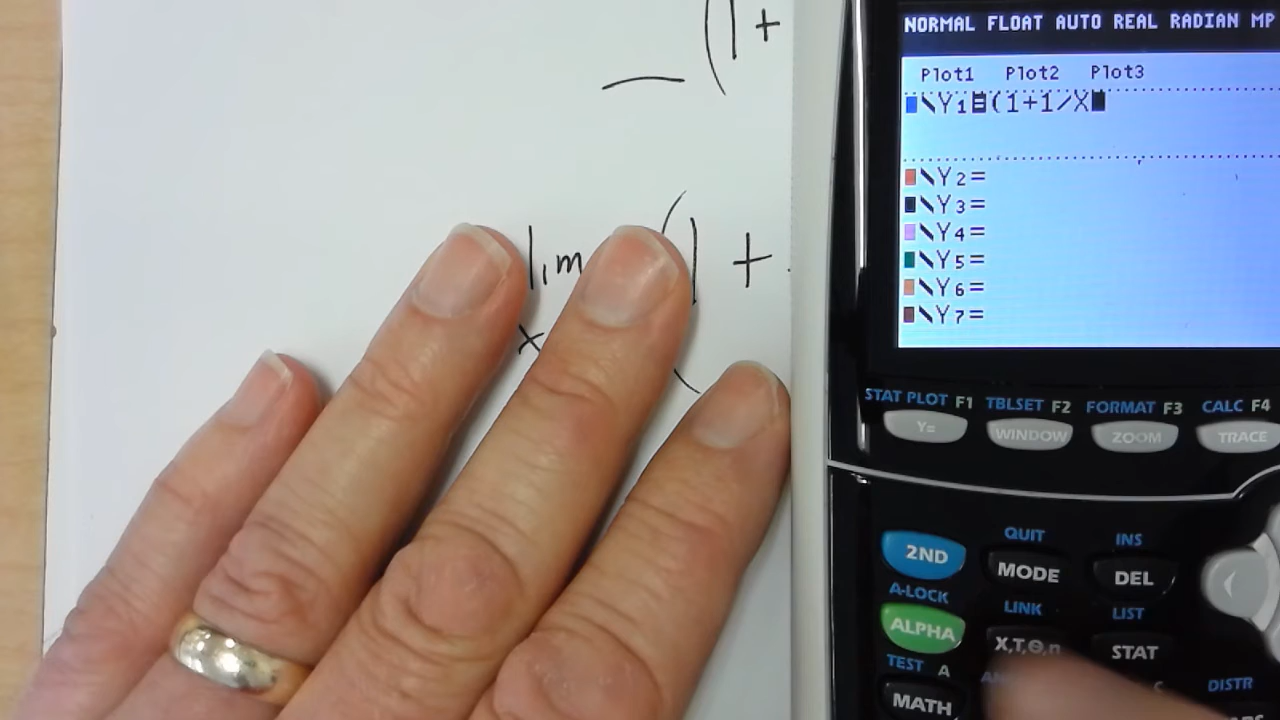 (1 +
lim (1 +
x
NORMAL FLOAT AUTO REAL RADIAN MP
Plot1 Plot2 Plot3
\Y1=(1+1/X
\Y2=
\Y3=
\Y4=
\Y5=
\Y6=
\Y7=
STAT PLOT F1 TBLSET F2 FORMAT F3 CALC F4
Y= WINDOW ZOOM TRACE
QUIT INS
2ND MODE DEL
A-LOCK LINK LIST
ALPHA X,T,Θ,n STAT
TEST A C DISTR
MATH